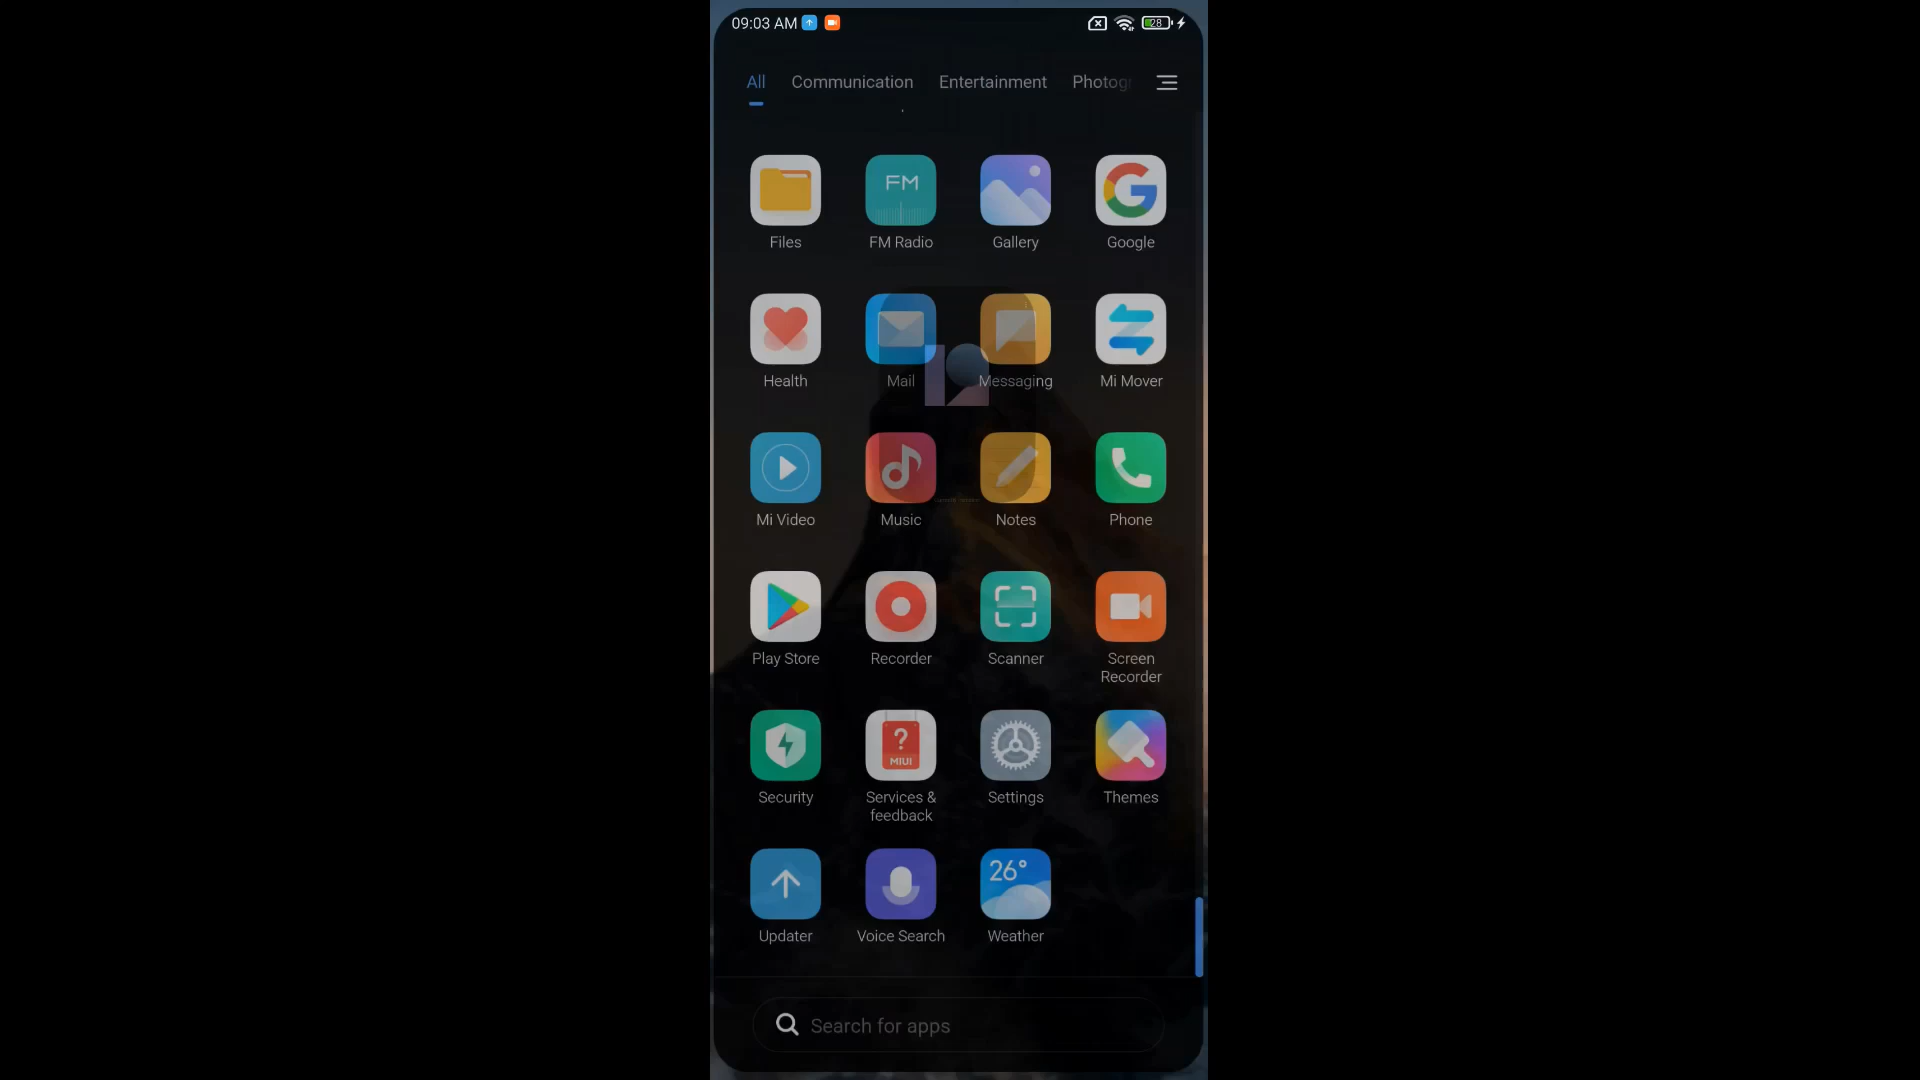 09:03 AM
28
All Communication Entertainment Photog
FM
Files FM Radio Gallery Google
Health Mail Messaging Mi Mover
Mi Video Music Notes Phone
Play Store Recorder Scanner Screen Recorder
?
MIUI
Security Services & feedback Settings Themes
26°
Updater Voice Search Weather
Search for apps